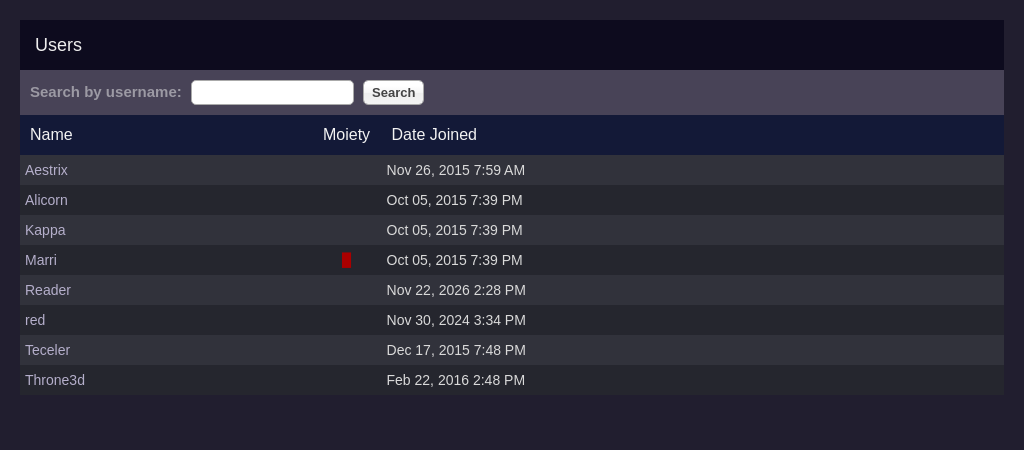 Users
Search by username: Search
Name Moiety Date Joined
Aestrix Nov 26, 2015 7:59 AM
Alicorn Oct 05, 2015 7:39 PM
Kappa Oct 05, 2015 7:39 PM
Marri Oct 05, 2015 7:39 PM
Reader Nov 22, 2026 2:28 PM
red Nov 30, 2024 3:34 PM
Teceler Dec 17, 2015 7:48 PM
Throne3d Feb 22, 2016 2:48 PM